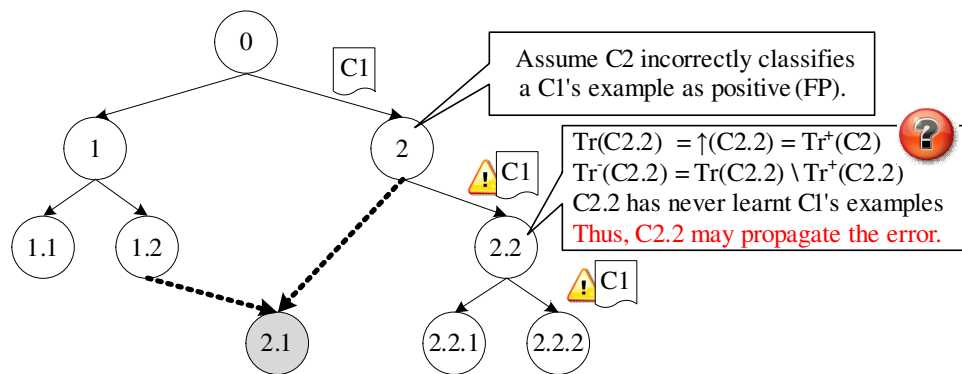 0
C1
Assume C2 incorrectly classifies
a C1's example as positive (FP).
1
2
?
Tr(C2.2) = ↑(C2.2) = Tr⁺(C2)
Tr⁻(C2.2) = Tr(C2.2) \ Tr⁺(C2.2)
C2.2 has never learnt C1's examples
Thus, C2.2 may propagate the error.
! C1
1.1
1.2
2.2
! C1
2.1
2.2.1
2.2.2